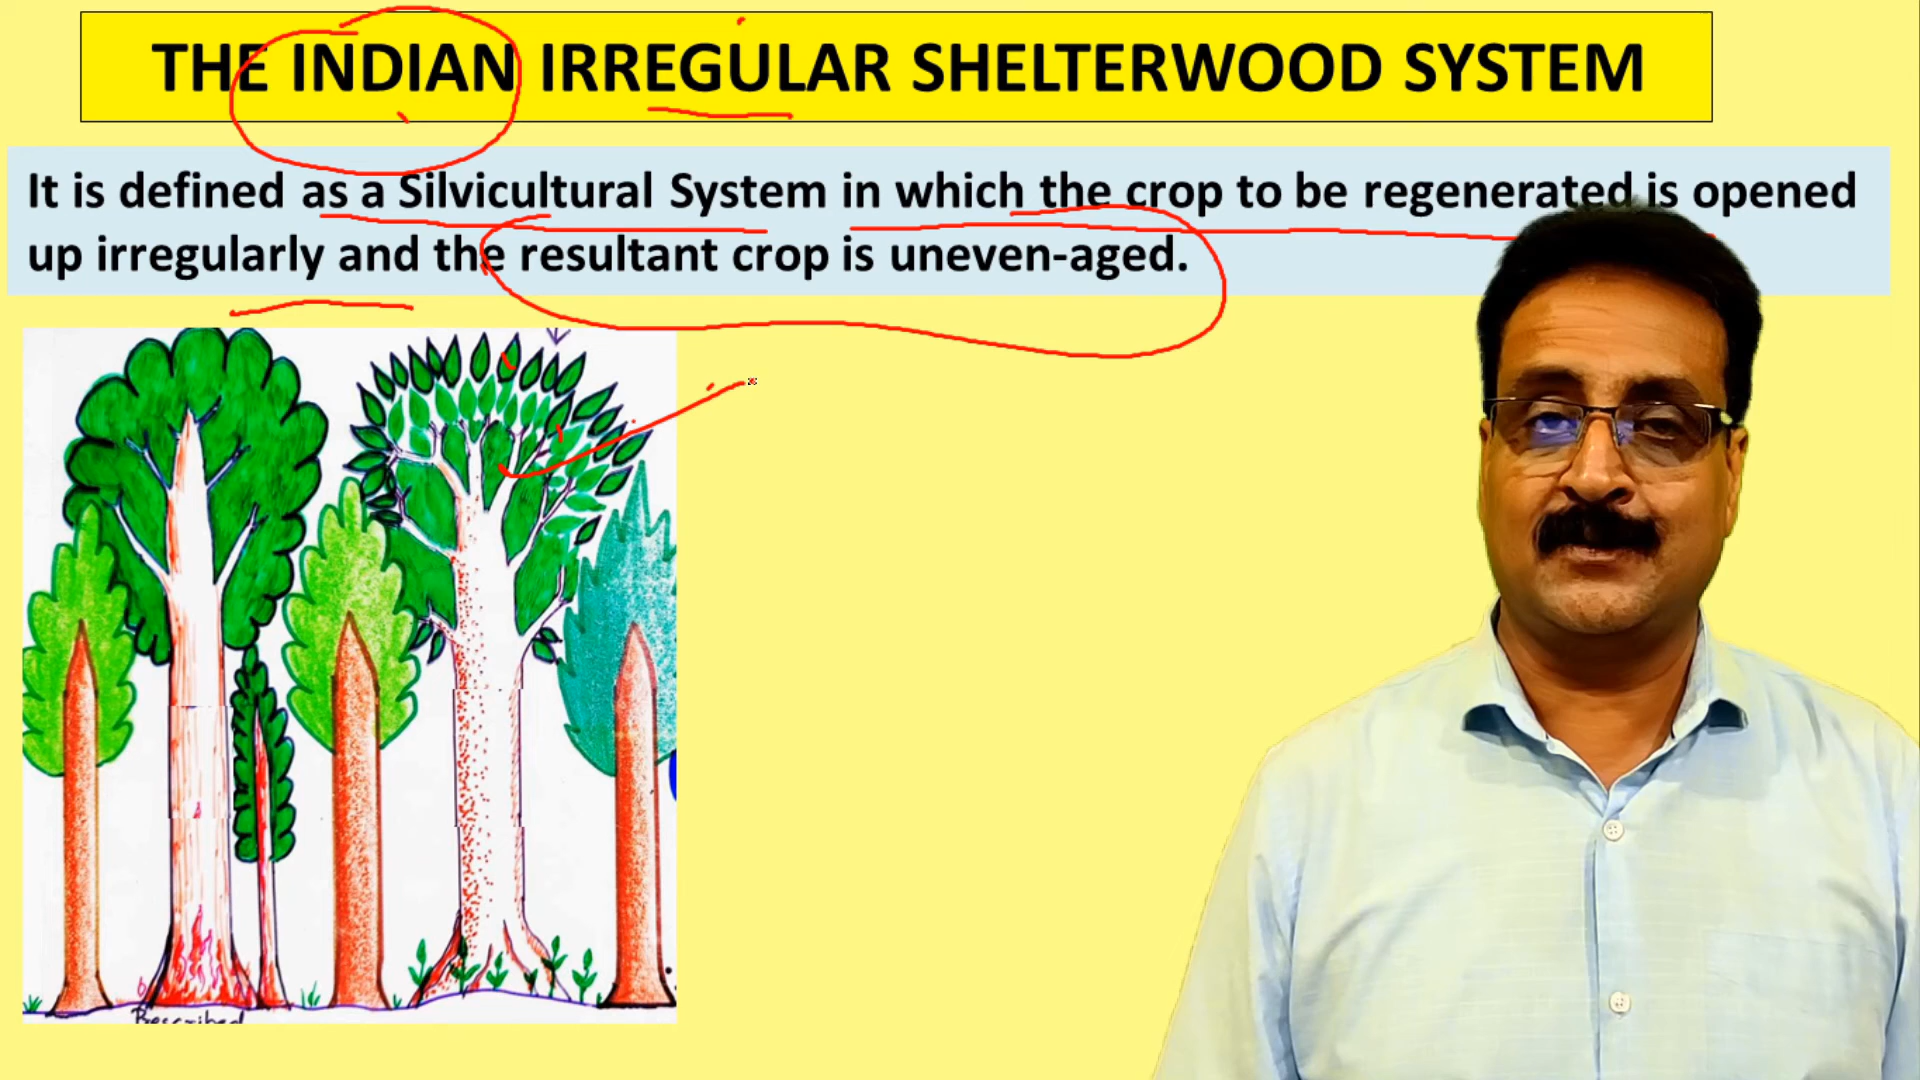 THE INDIAN IRREGULAR SHELTERWOOD SYSTEM
It is defined as a Silvicultural System in which the crop to be regenerated is opened
up irregularly and the resultant crop is uneven-aged.